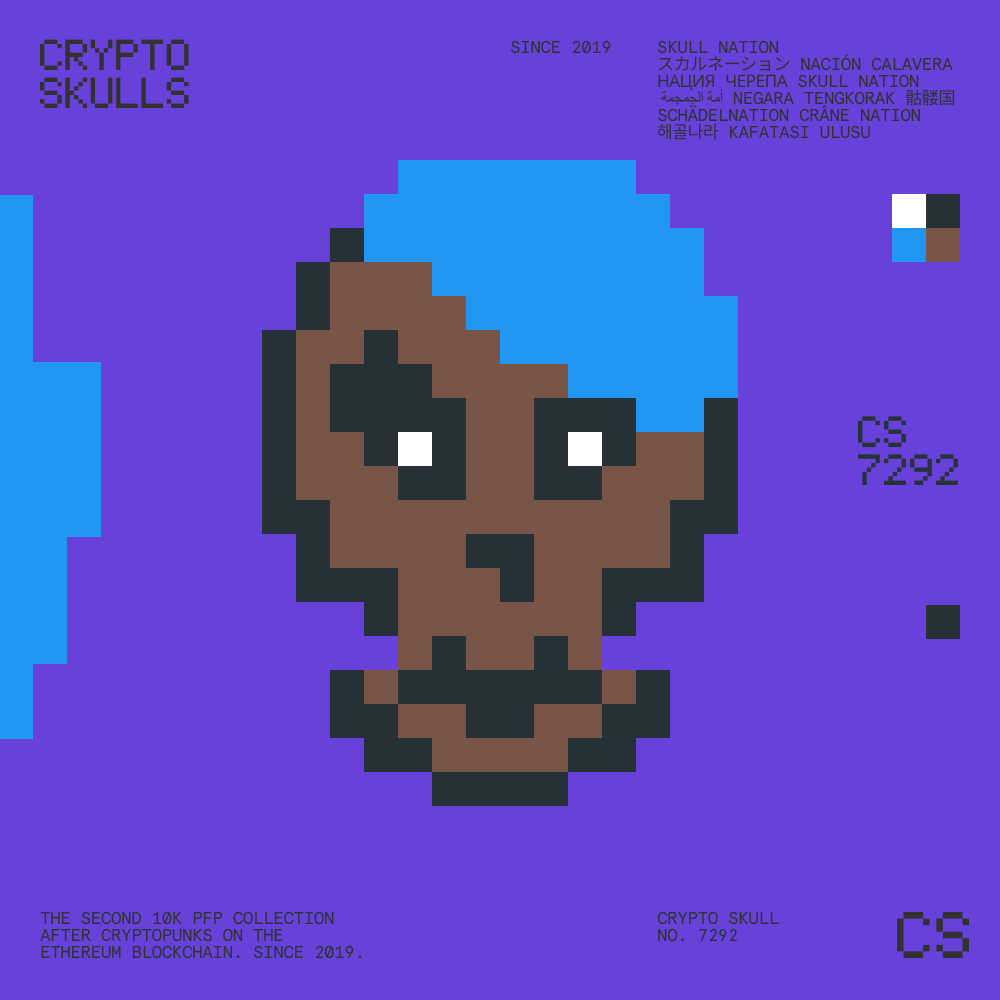 CRYPTO
SKULLS
SINCE 2019
SKULL NATION
スカルネーション NACIÓN CALAVERA
НАЦИЯ ЧЕРЕПА SKULL NATION
أمة الجمجمة NEGARA TENGKORAK 骷髅国
SCHÄDELNATION CRÂNE NATION
해골나라 KAFATASI ULUSU
CS
7292
THE SECOND 10K PFP COLLECTION
AFTER CRYPTOPUNKS ON THE
ETHEREUM BLOCKCHAIN. SINCE 2019.
CRYPTO SKULL
NO. 7292
CS